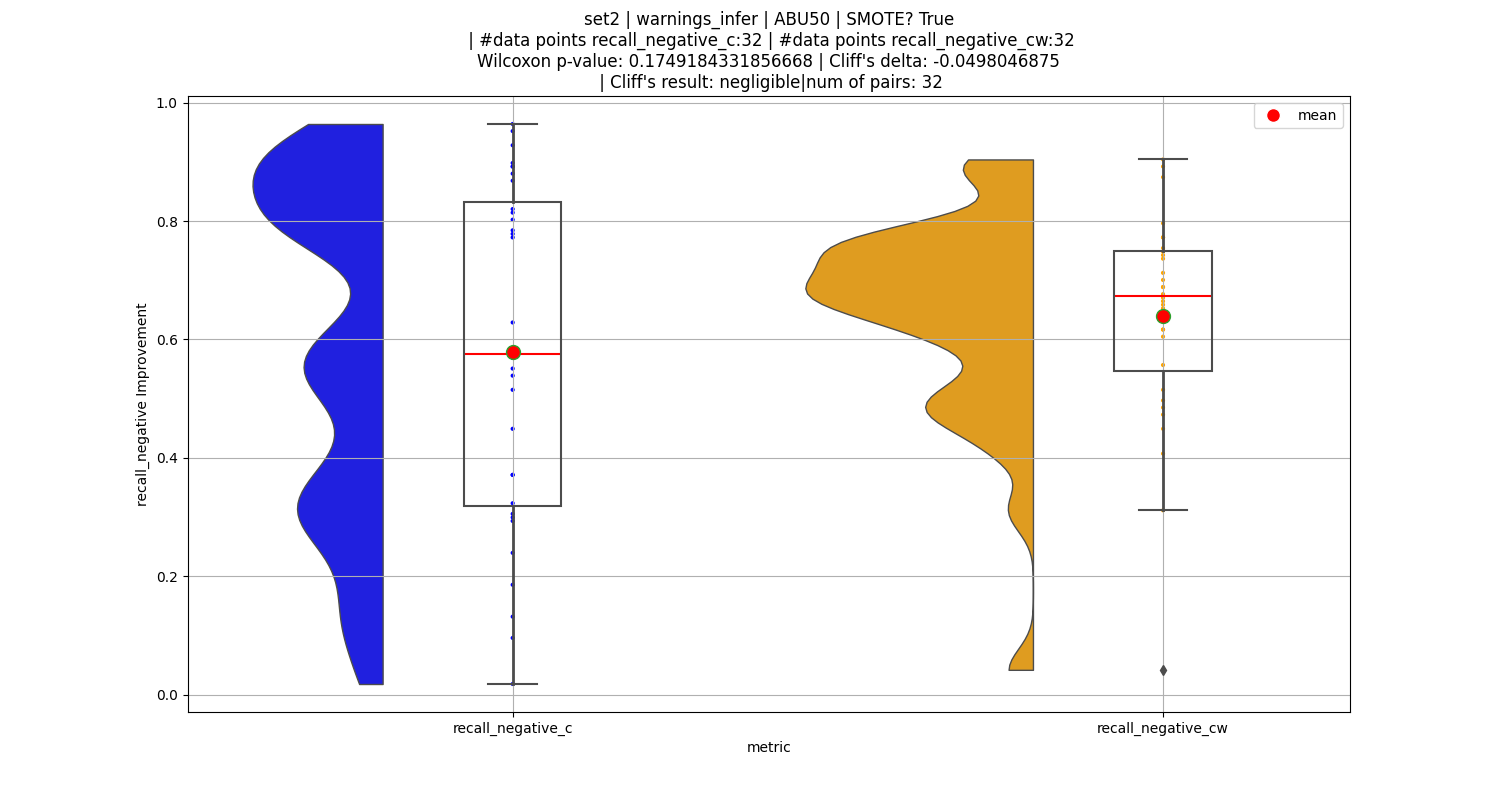 set2 | warnings_infer | ABU50 | SMOTE? True
| #data points recall_negative_c:32 | #data points recall_negative_cw:32
Wilcoxon p-value: 0.1749184331856668 | Cliff's delta: -0.0498046875
| Cliff's result: negligible|num of pairs: 32
mean
1.0
0.8
0.6
0.4
0.2
0.0
recall_negative Improvement
recall_negative_c
recall_negative_cw
metric